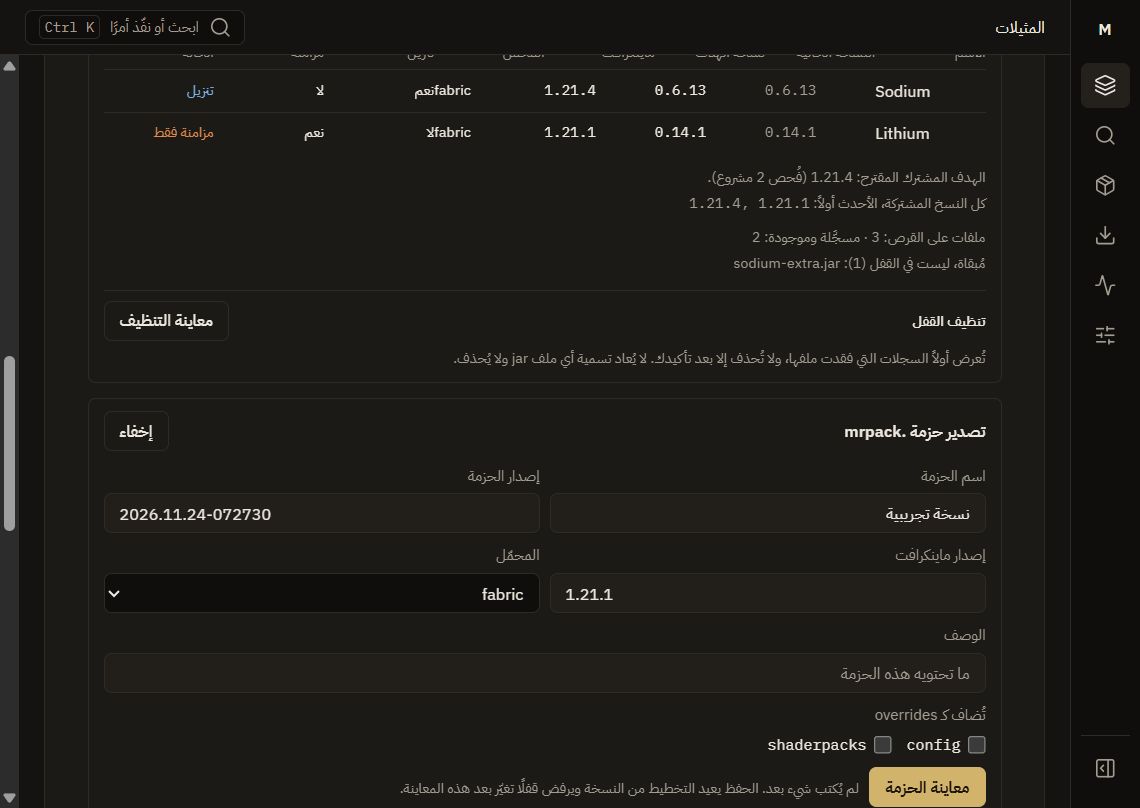 M
المثيلات
ابحث أو نفّذ أمرًا Ctrl K
Sodium 0.6.13 0.6.13 1.21.4 fabricنعم لا تنزيل
Lithium 0.14.1 0.14.1 1.21.1 fabricلا نعم مزامنة فقط
الهدف المشترك المقترح: 1.21.4 (فُحص 2 مشروع).
كل النسخ المشتركة، الأحدث أولاً: 1.21.4, 1.21.1
ملفات على القرص: 3 · مسجَّلة وموجودة: 2
مُبقاة، ليست في القفل (1): sodium-extra.jar
تنظيف القفل
معاينة التنظيف
تُعرض أولاً السجلات التي فقدت ملفها، ولا تُحذف إلا بعد تأكيدك. لا يُعاد تسمية أي ملف jar ولا يُحذف.
تصدير حزمة .mrpack
إخفاء
اسم الحزمة
إصدار الحزمة
نسخة تجريبية
2026.11.24-072730
إصدار ماينكرافت
المحمّل
1.21.1
fabric
الوصف
ما تحتويه هذه الحزمة
تُضاف كـ overrides
config shaderpacks
معاينة الحزمة
لم يُكتب شيء بعد. الحفظ يعيد التخطيط من النسخة ويرفض قفلًا تغيّر بعد هذه المعاينة.